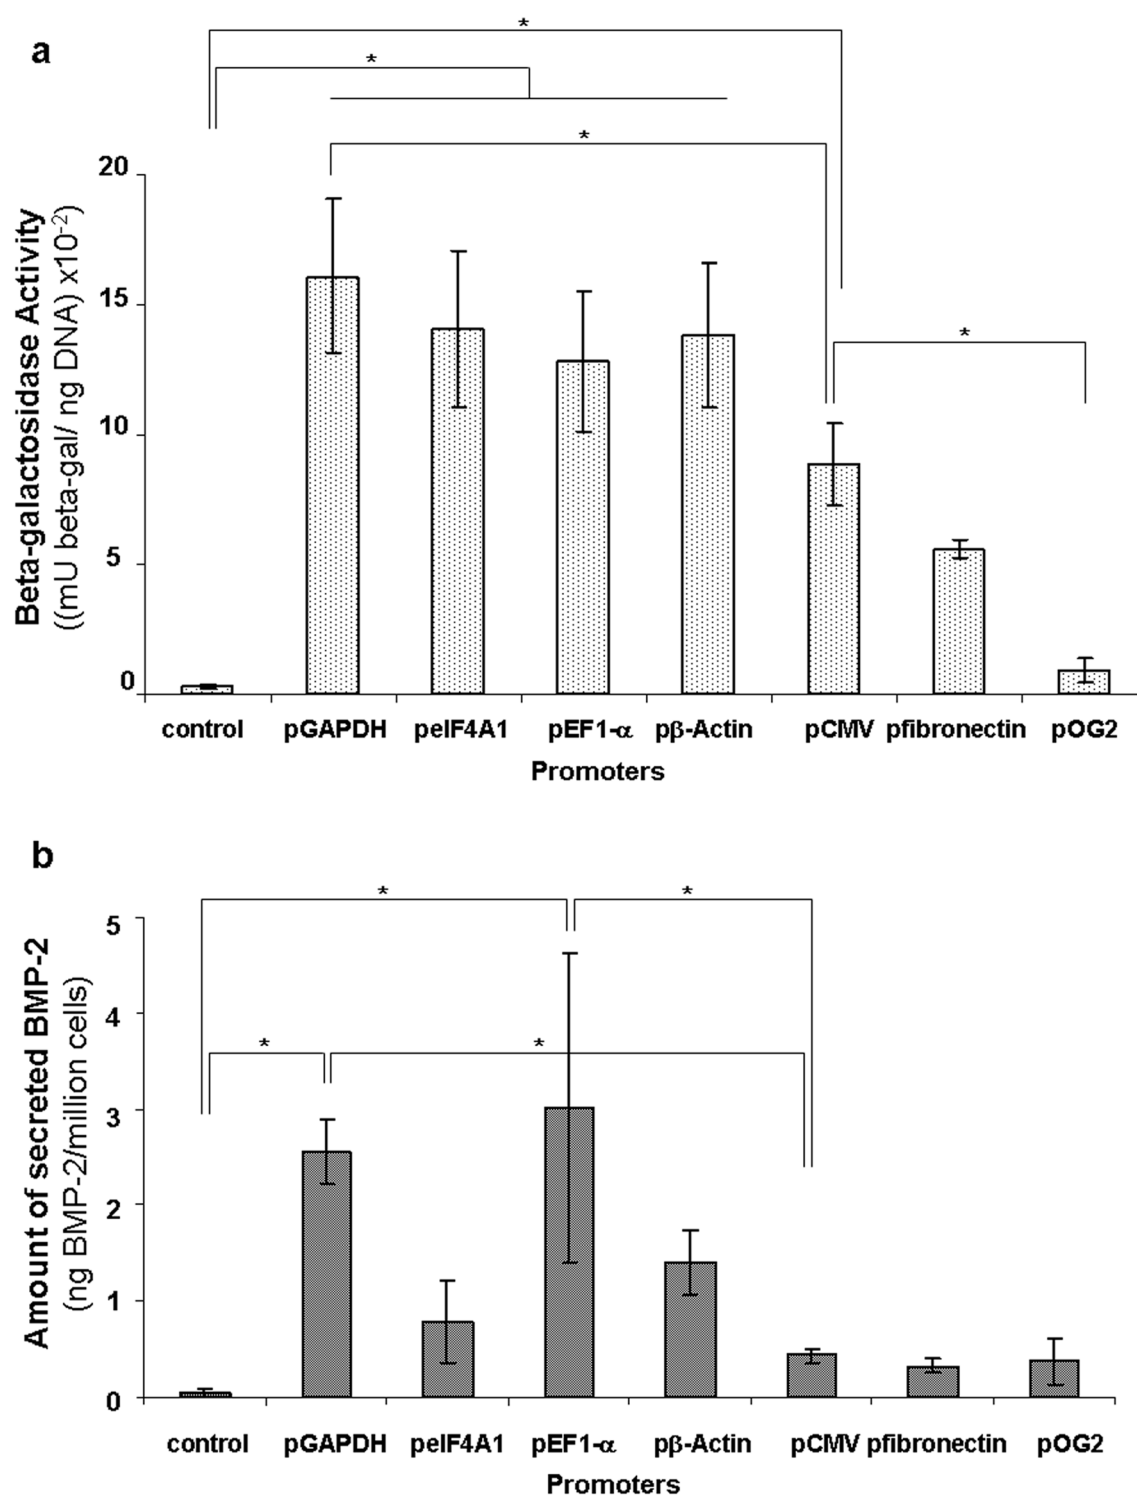 a
*
*
*
*
Beta-galactosidase Activity
((mU beta-gal/ ng DNA) x10-2)
20
15
10
5
0
control pGAPDH peIF4A1 pEF1-α pβ-Actin pCMV pfibronectin pOG2
Promoters
b
* *
* *
Amount of secreted BMP-2
(ng BMP-2/million cells)
5
4
3
2
1
0
control pGAPDH peIF4A1 pEF1-α pβ-Actin pCMV pfibronectin pOG2
Promoters